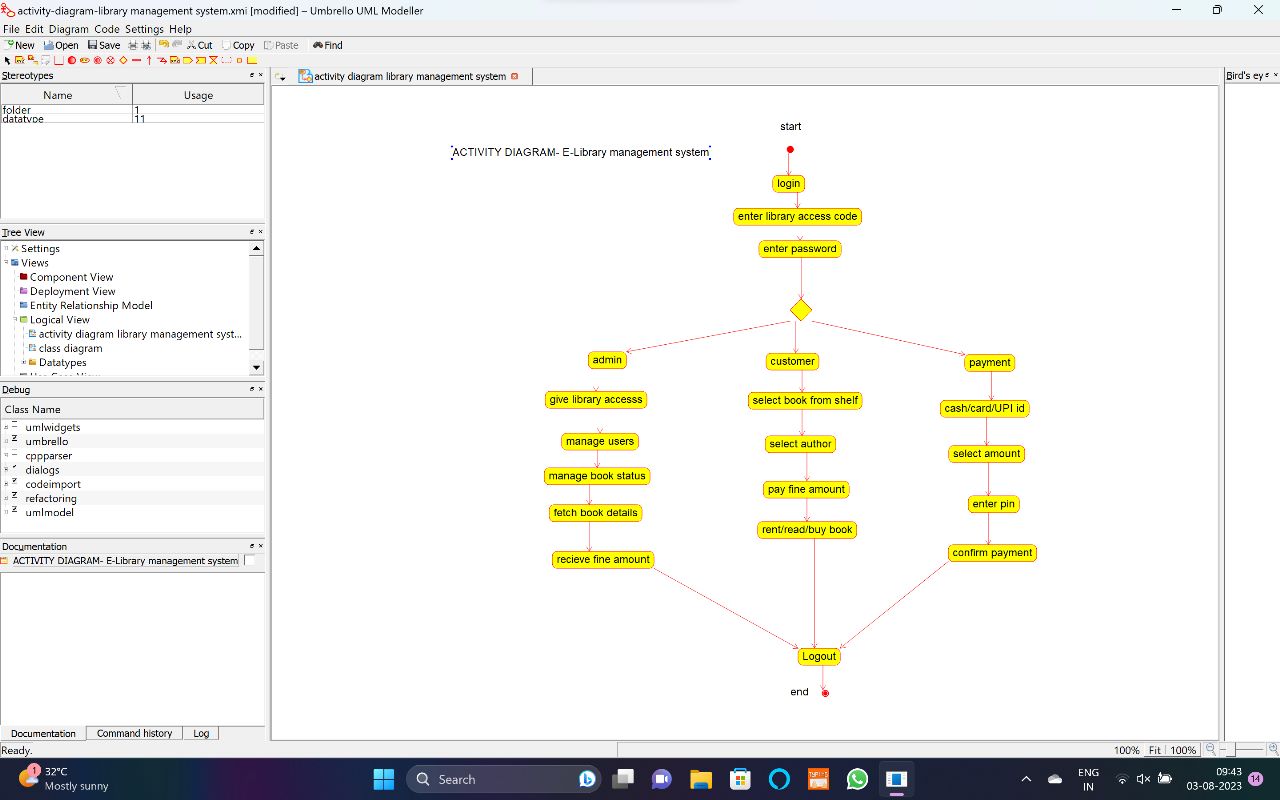 activity-diagram-library management system.xmi [modified] – Umbrello UML Modeller
File Edit Diagram Code Settings Help
New Open Save Cut Copy Paste Find
Stereotypes
Name Usage
folder 1
datatype 11
Tree View
Settings
Views
Component View
Deployment View
Entity Relationship Model
Logical View
activity diagram library management syst...
class diagram
Datatypes
Debug
Class Name
umlwidgets
umbrello
cppparser
dialogs
codeimport
refactoring
umlmodel
Documentation
ACTIVITY DIAGRAM- E-Library management system
Documentation Command history Log
Ready.
activity diagram library management system
Bird's ey
start
ACTIVITY DIAGRAM- E-Library management system
login
enter library access code
enter password
admin
customer
payment
give library accesss
select book from shelf
cash/card/UPI id
manage users
select author
select amount
manage book status
pay fine amount
enter pin
fetch book details
rent/read/buy book
confirm payment
recieve fine amount
Logout
end
100% Fit 100%
1
32°C
Mostly sunny
Search
ENG
IN
09:43
03-08-2023
14